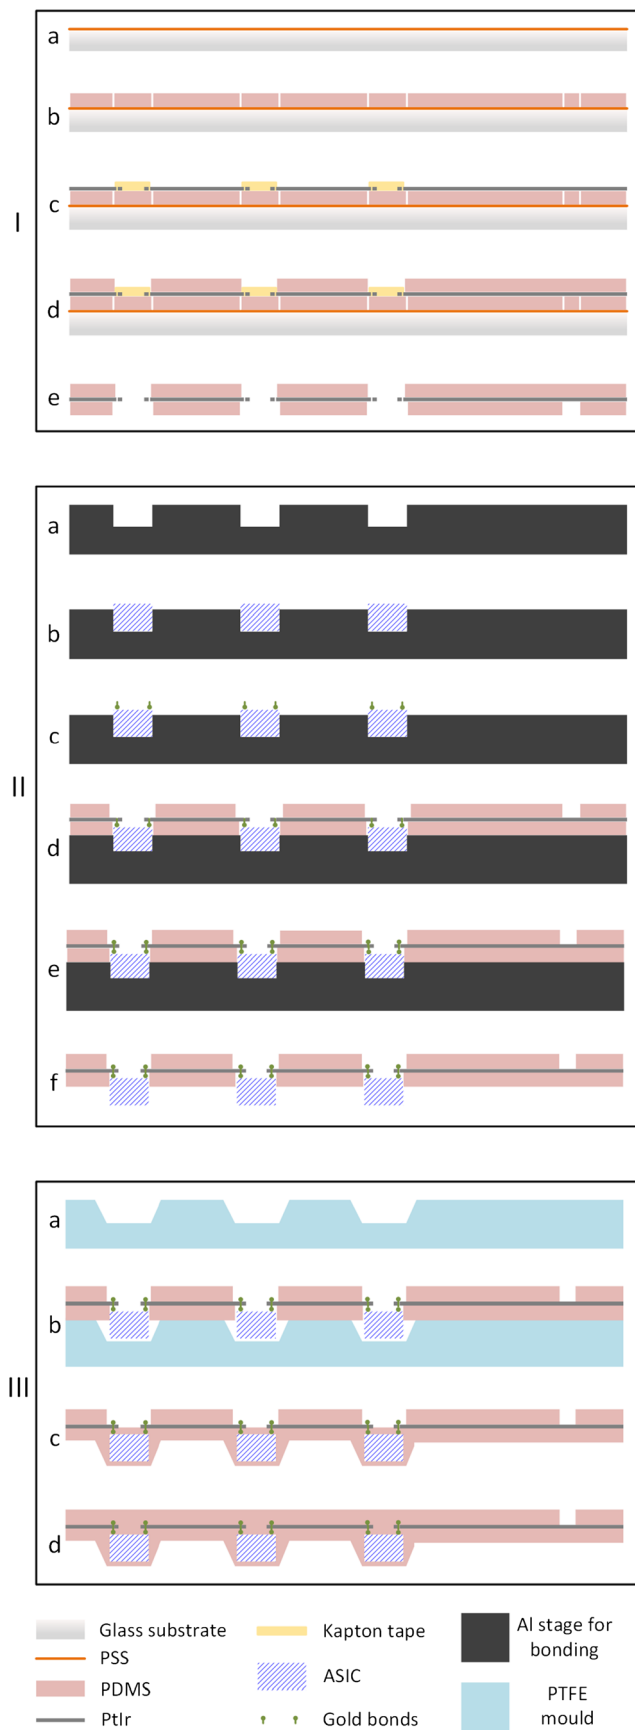 I
a
b
c
d
e
II
a
b
c
d
e
f
III
a
b
c
d
Glass substrate
PSS
PDMS
PtIr
Kapton tape
ASIC
Gold bonds
Al stage for
bonding
PTFE
mould